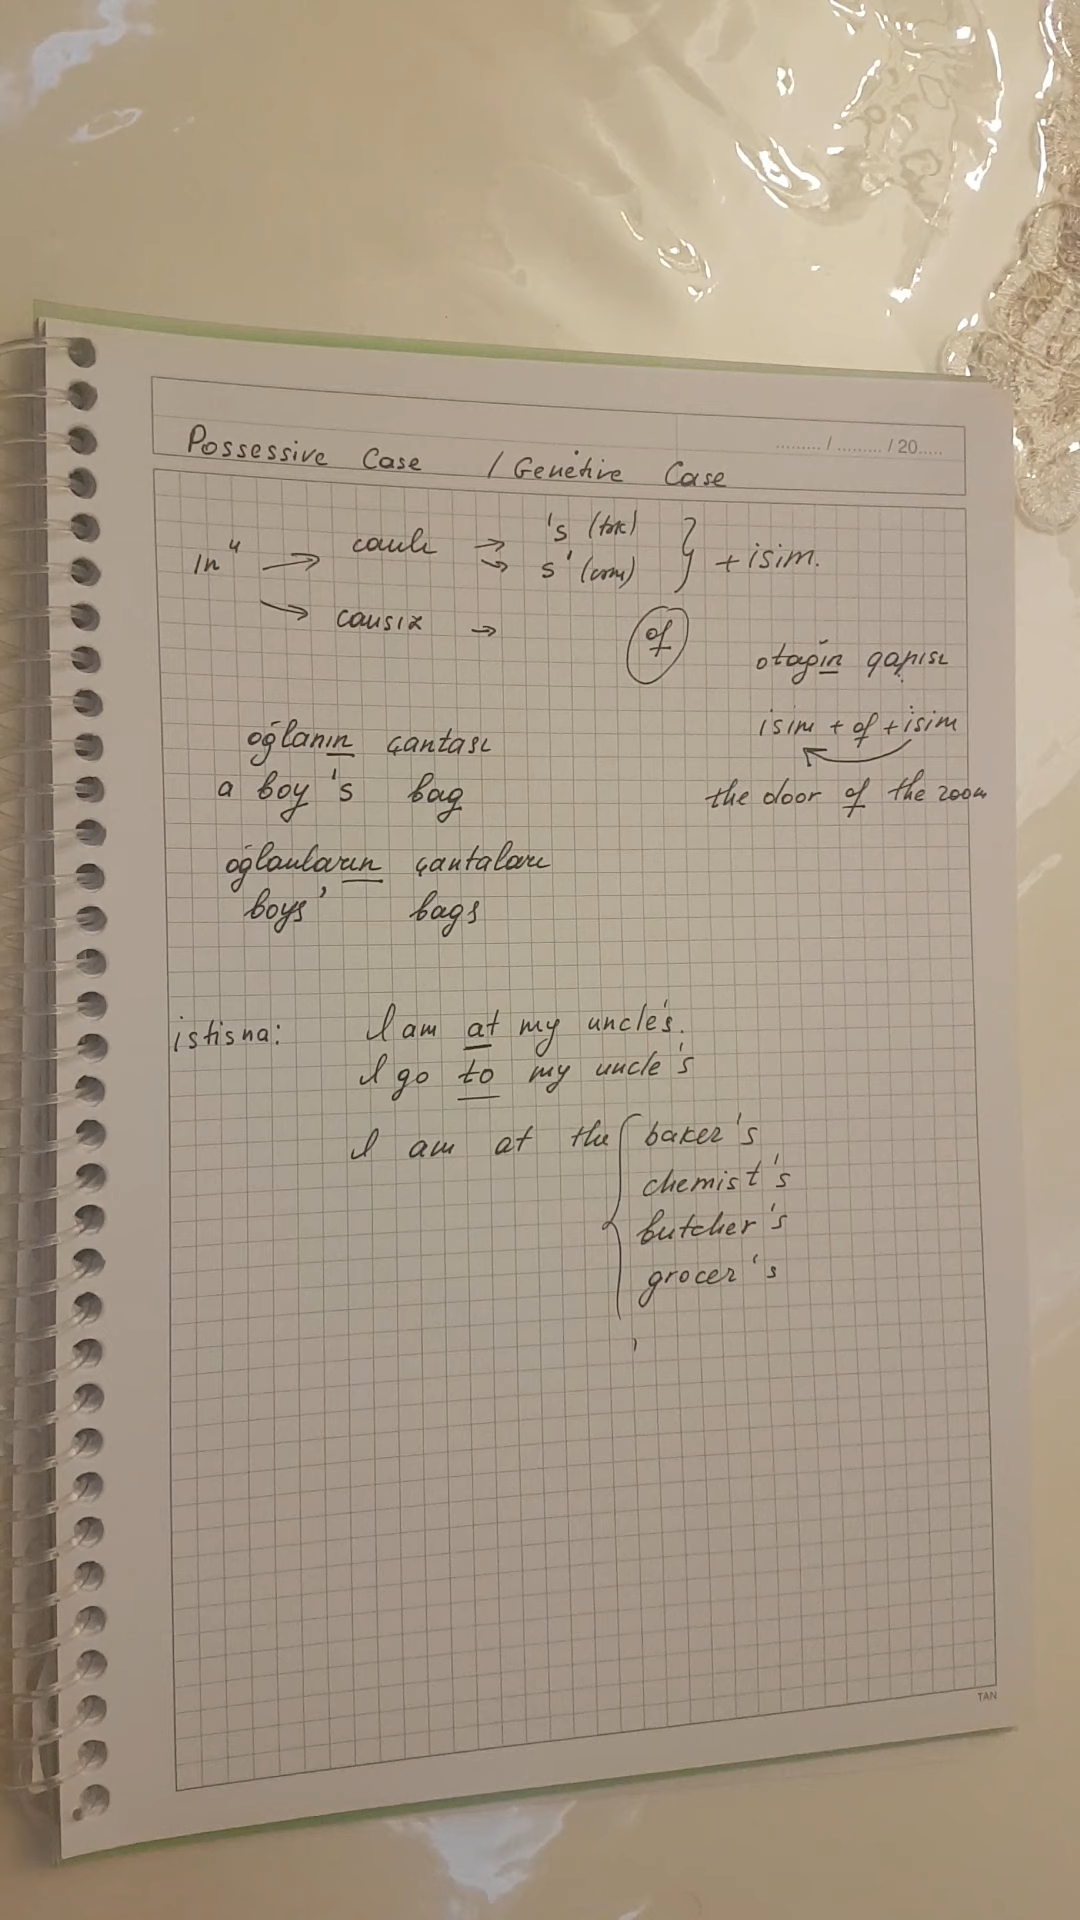 ......... / ......... / 20.....
Possessive Case / Genetive Case
In⁴ → canlı → 's (tək) } + isim.
→ s' (cəm)
→ cansız → of
otağın qapısı
isim + of + isim
the door of the room
oğlanın çantası
a boy's bag
oğlanların çantaları
boys' bags
istisna: I am at my uncle's.
I go to my uncle's
I am at the { baker's
chemist's
butcher's
grocer's
TAN